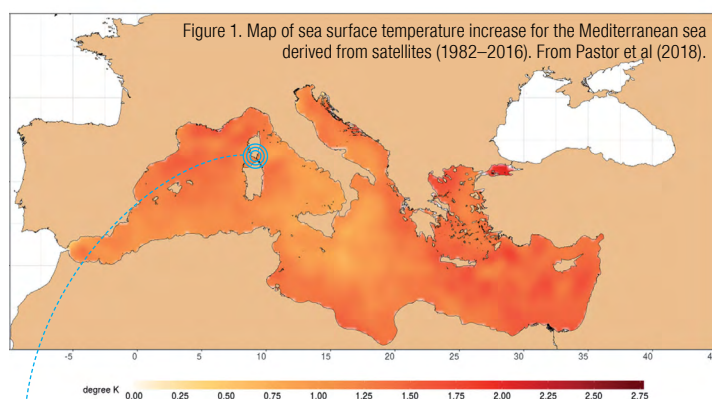 Figure 1. Map of sea surface temperature increase for the Mediterranean sea
derived from satellites (1982–2016). From Pastor et al (2018).
-5 0 5 10 15 20 25 30 35 40 4
degree K 0.00 0.25 0.50 0.75 1.00 1.25 1.50 1.75 2.00 2.25 2.50 2.75